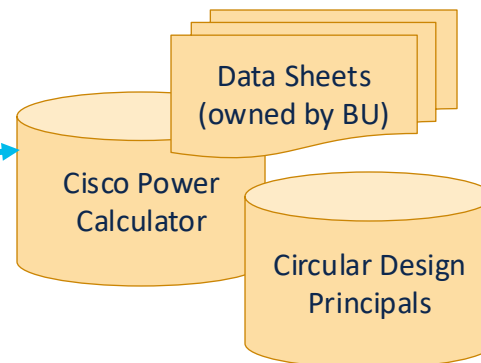 Data Sheets
(owned by BU)
Cisco Power
Calculator
Circular Design
Principals